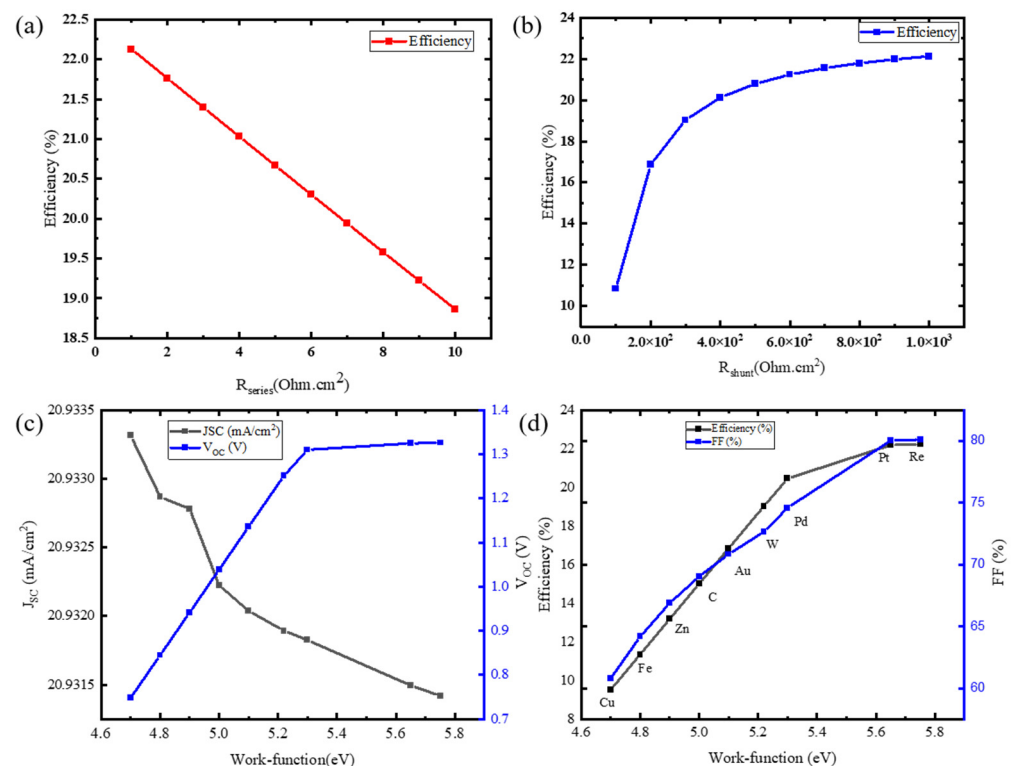 (a)
Efficiency
22.0
21.5
21.0
20.5
20.0
19.5
19.0
18.5
Efficiency (%)
0 2 4 6 8 10
R_series(Ohm.cm²)
(b)
Efficiency
24
22
20
18
16
14
12
10
Efficiency (%)
0.0 2.0×10² 4.0×10² 6.0×10² 8.0×10² 1.0×10³
R_shunt(Ohm.cm²)
(c)
JSC (mA/cm²)
V_OC (V)
20.9335
20.9330
20.9325
20.9320
20.9315
J_SC (mA/cm²)
1.4
1.3
1.2
1.1
1.0
0.9
0.8
0.7
V_OC (V)
4.6 4.8 5.0 5.2 5.4 5.6 5.8
Work-function(eV)
(d)
Efficiency (%)
FF (%)
24
22
20
18
16
14
12
10
8
Efficiency (%)
80
75
70
65
60
FF (%)
Pt Re
Pd
W
Au
C
Zn
Fe
Cu
4.6 4.8 5.0 5.2 5.4 5.6 5.8
Work-function (eV)